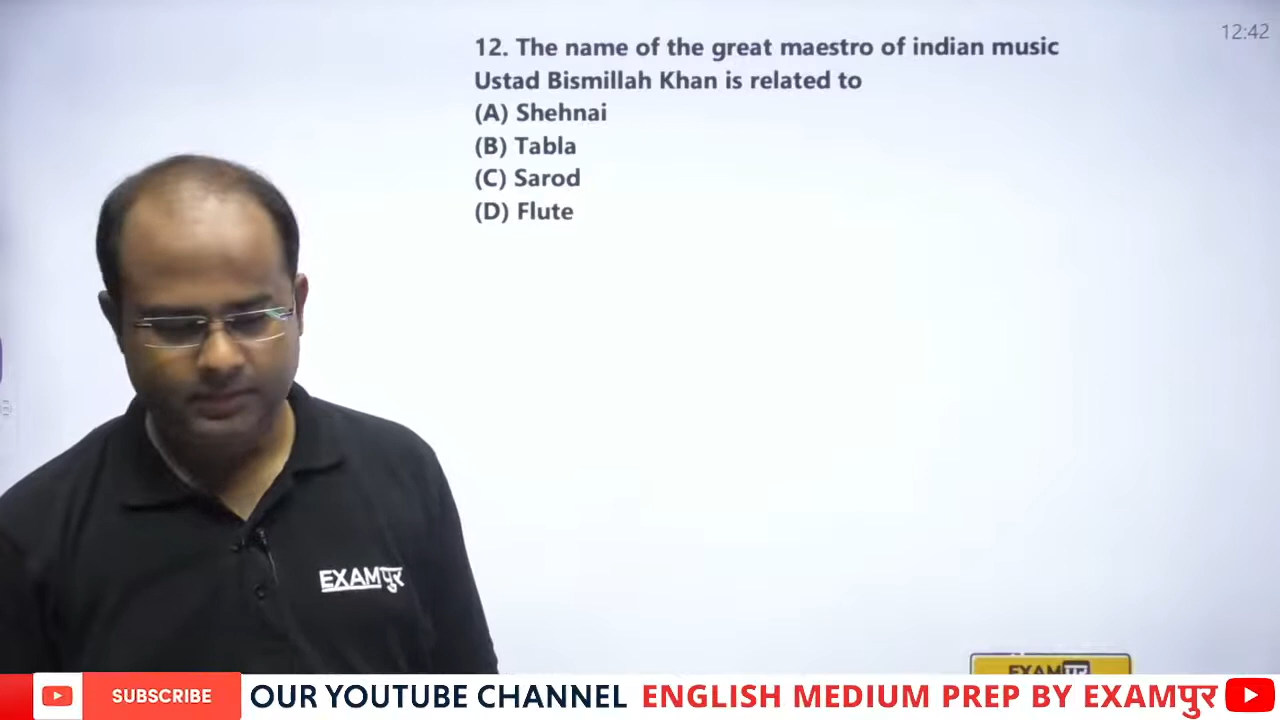 12:42
12. The name of the great maestro of indian music
Ustad Bismillah Khan is related to
(A) Shehnai
(B) Tabla
(C) Sarod
(D) Flute
EXAMपुर
EXAMपुर
SUBSCRIBE
OUR YOUTUBE CHANNEL ENGLISH MEDIUM PREP BY EXAMपुर